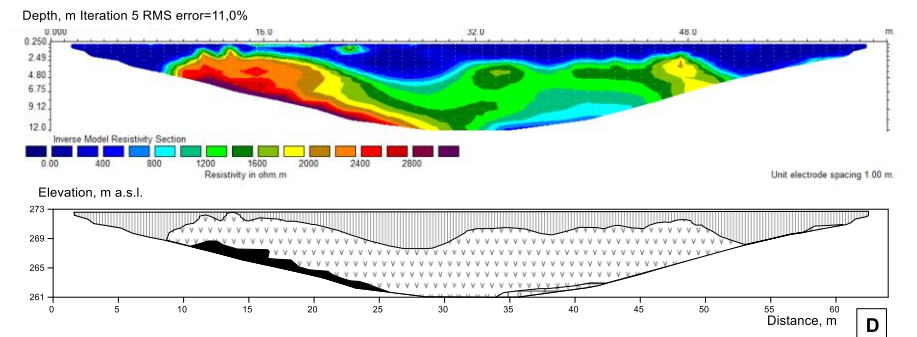 Depth, m Iteration 5 RMS error=11,0%
0.000 16.0 32.0 48.0 m.
0.250
2.49
4.80
6.75
9.12
12.0
Inverse Model Resistivity Section
0.00 400 800 1200 1600 2000 2400 2800
Resistivity in ohm.m
Unit electrode spacing 1.00 m.
Elevation, m a.s.l.
273
269
265
261
0 5 10 15 20 25 30 35 40 45 50 55 60
Distance, m
D